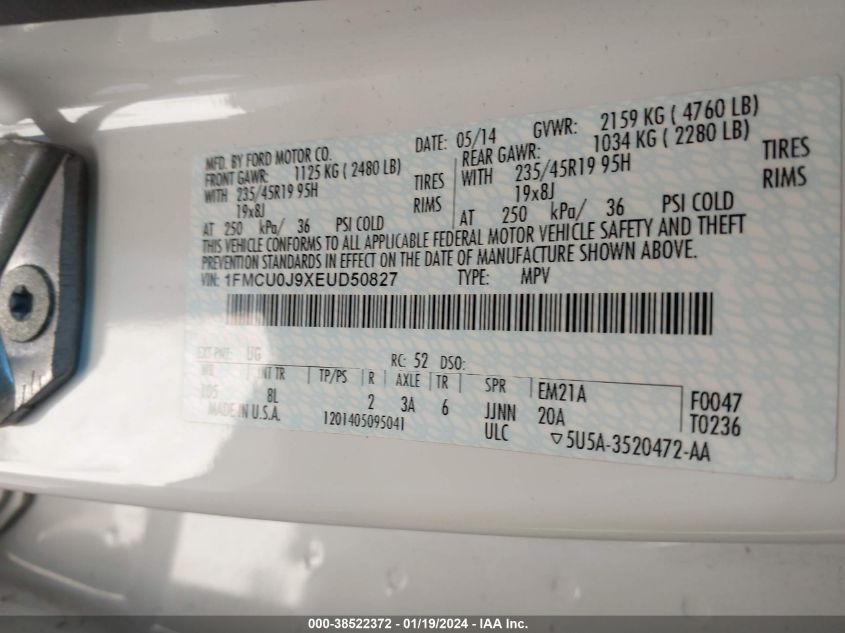 MFD. BY FORD MOTOR CO.
DATE: 05/14 GVWR: 2159 KG ( 4760 LB)
FRONT GAWR: 1125 KG ( 2480 LB)
REAR GAWR: 1034 KG ( 2280 LB)
WITH 235/45R19 95H TIRES
WITH 235/45R19 95H TIRES
19x8J RIMS
19x8J RIMS
AT 250 kPa/ 36 PSI COLD
AT 250 kPa/ 36 PSI COLD
THIS VEHICLE CONFORMS TO ALL APPLICABLE FEDERAL MOTOR VEHICLE SAFETY AND THEFT
PREVENTION STANDARDS IN EFFECT ON THE DATE OF MANUFACTURE SHOWN ABOVE.
VIN: 1FMCU0J9XEUD50827 TYPE: MPV
EXT PNT: UG RC: 52 DSO:
WB INT TR TP/PS R AXLE TR SPR EM21A F0047
105 8L 2 3A 6 JJNN 20A T0236
MADE IN U.S.A. 1201405095041 ULC ▽5U5A-3520472-AA
000-38522372 - 01/19/2024 - IAA Inc.